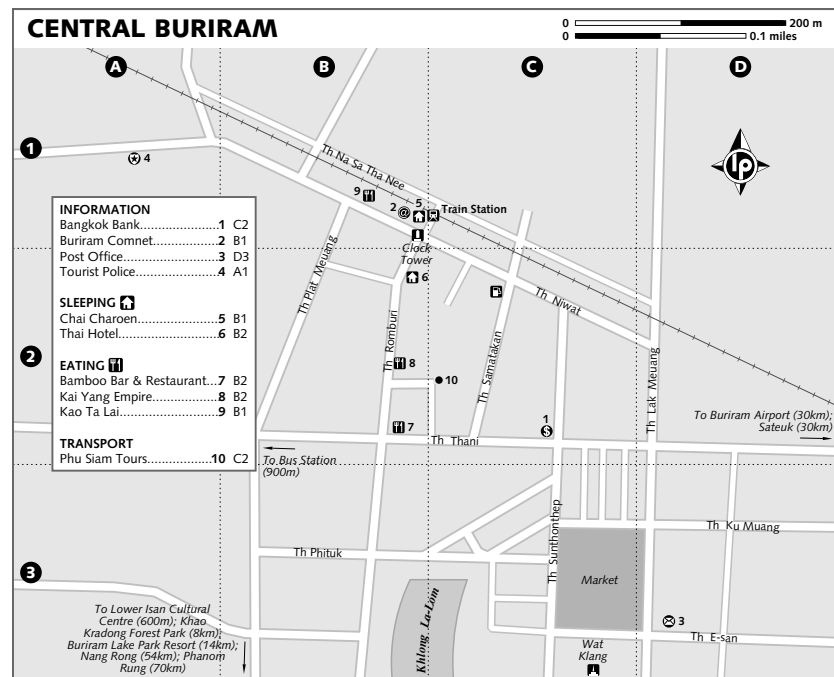 CENTRAL BURIRAM
0 200 m
0 0.1 miles
A
B
C
D
1
4
Th Na Sa Tha Nee
lp
9
2
@
5
Train Station
INFORMATION
Bangkok Bank....................1 C2
Buriram Comnet................2 B1
Post Office........................3 D3
Tourist Police....................4 A1
SLEEPING
Chai Charoen....................5 B1
Thai Hotel.........................6 B2
EATING
Bamboo Bar & Restaurant...7 B2
Kai Yang Empire................8 B2
Kao Ta Lai.........................9 B1
TRANSPORT
Phu Siam Tours................10 C2
Clock
Tower
Th Plat Meuang
6
Th Niwat
2
Th Romburi
8
10
Th Samatakan
Th Lak Meuang
7
1
$
To Buriram Airport (30km);
Sateuk (30km)
Th Thani
To Bus Station
(900m)
Th Sunthonthep
Th Ku Muang
Th Phituk
3
Market
Khlong La-Lom
To Lower Isan Cultural
Centre (600m); Khao
Kradong Forest Park (8km);
Buriram Lake Park Resort (14km);
Nang Rong (54km); Phanom
Rung (70km)
3
Th E-san
Wat
Klang